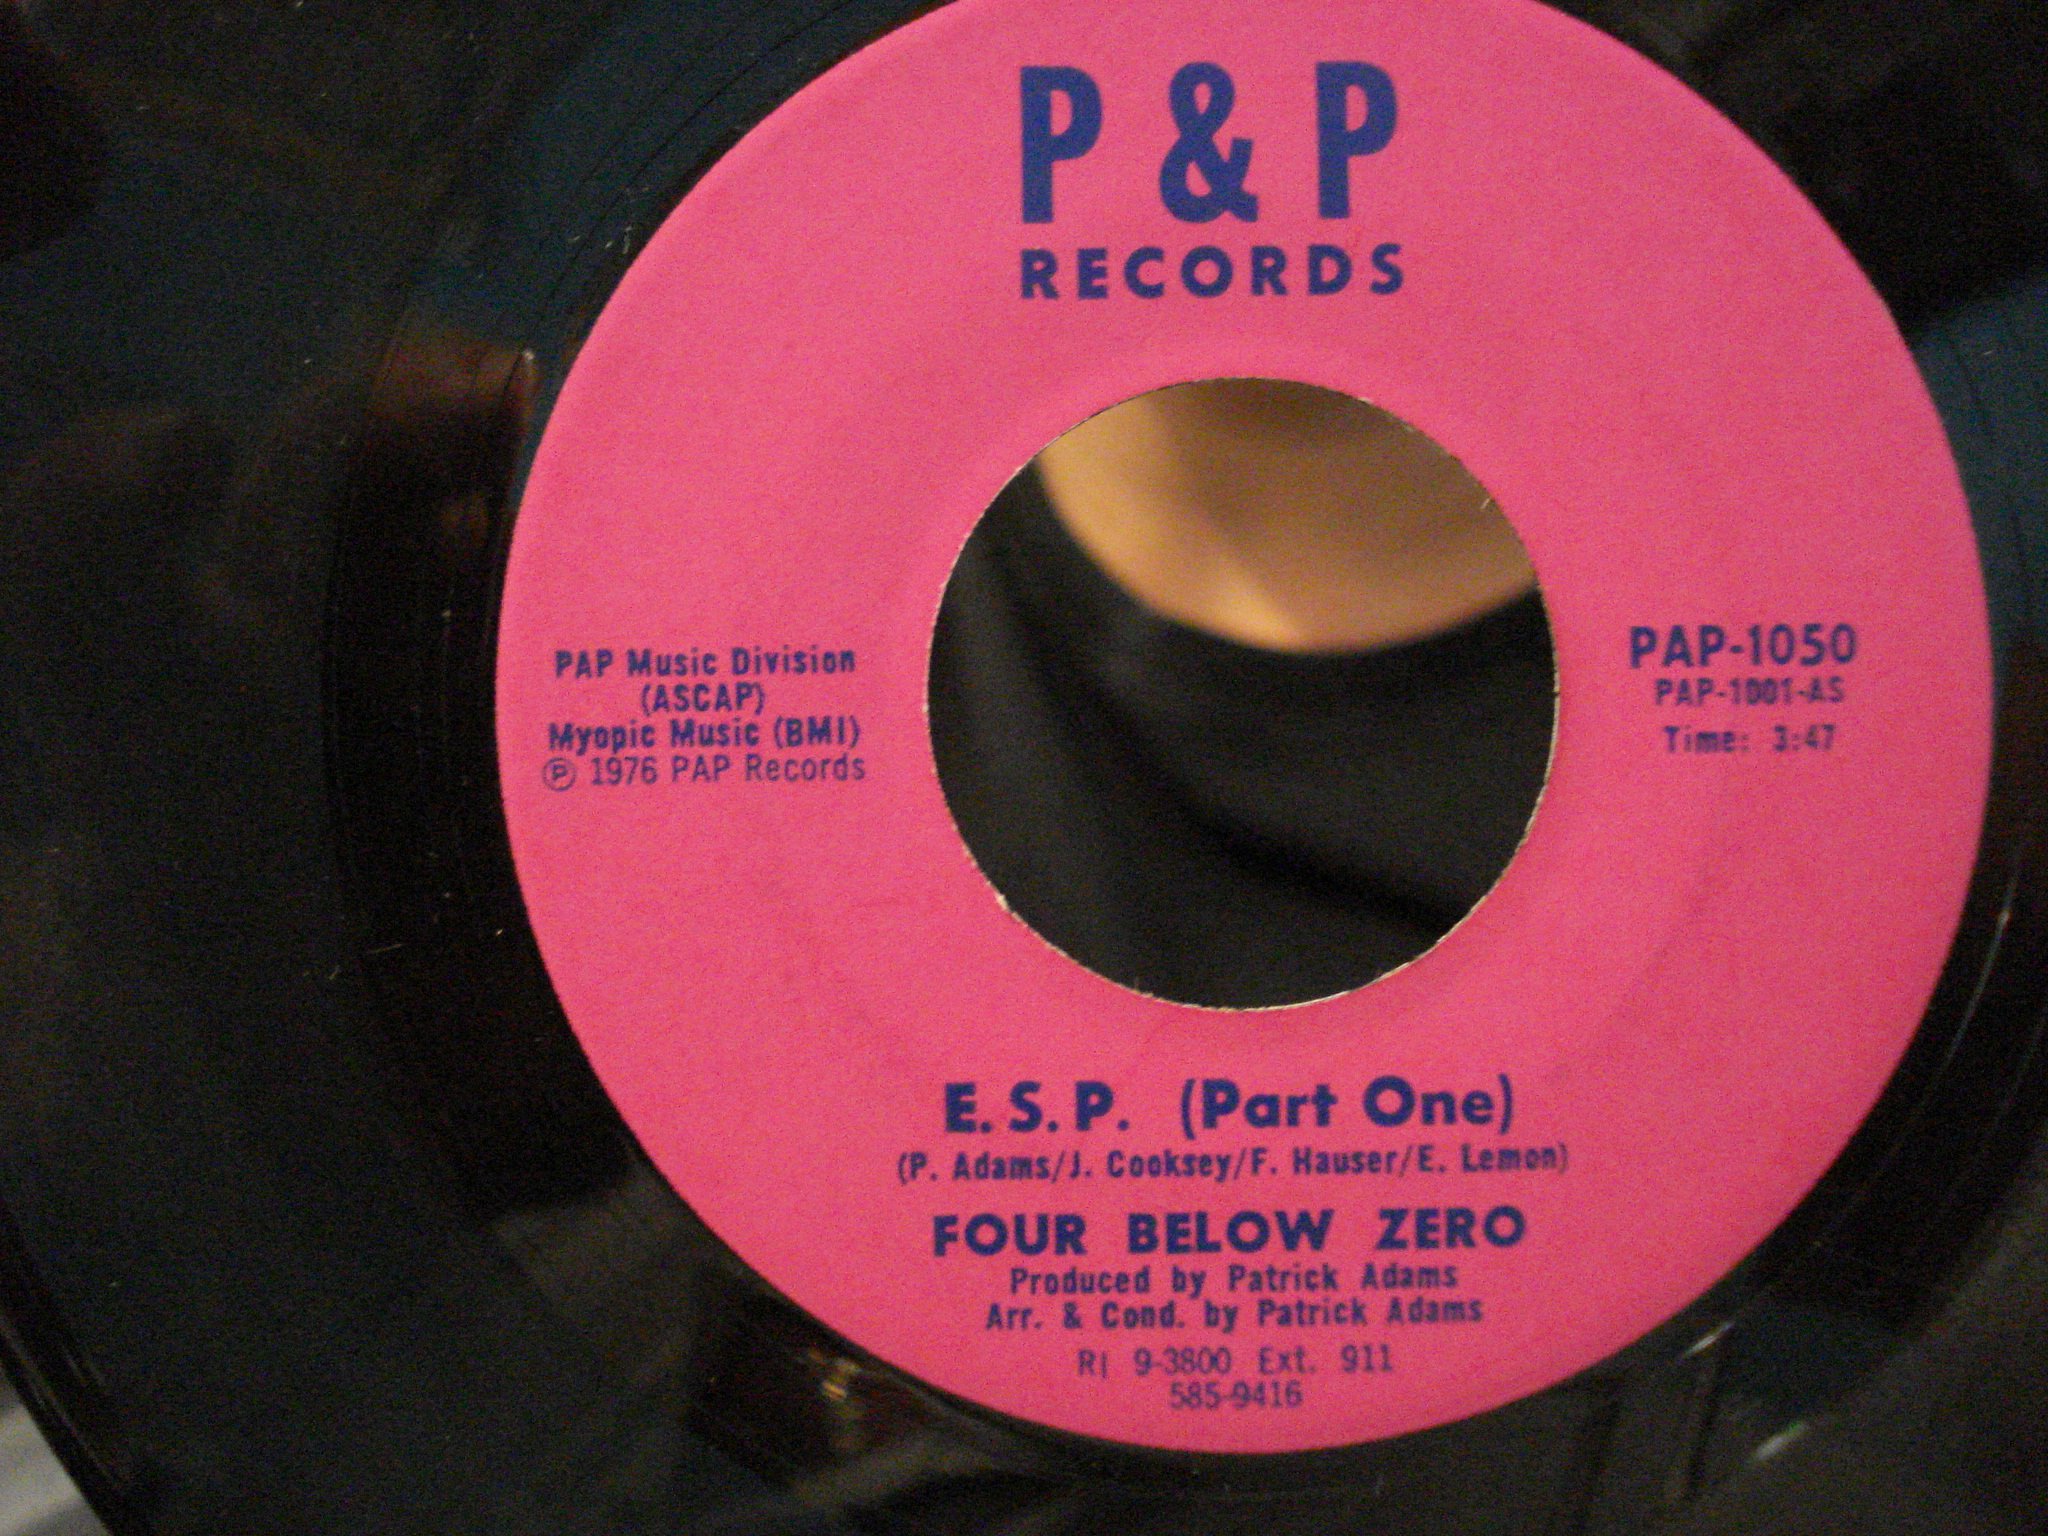 P & P
RECORDS
PAP Music Division
(ASCAP)
Myopic Music (BMI)
℗ 1976 PAP Records
PAP-1050
PAP-1001-AS
Time: 3:47
E.S.P. (Part One)
(P. Adams/J. Cooksey/F. Hauser/E. Lemon)
FOUR BELOW ZERO
Produced by Patrick Adams
Arr. & Cond. by Patrick Adams
RI 9-3800 Ext. 911
585-9416